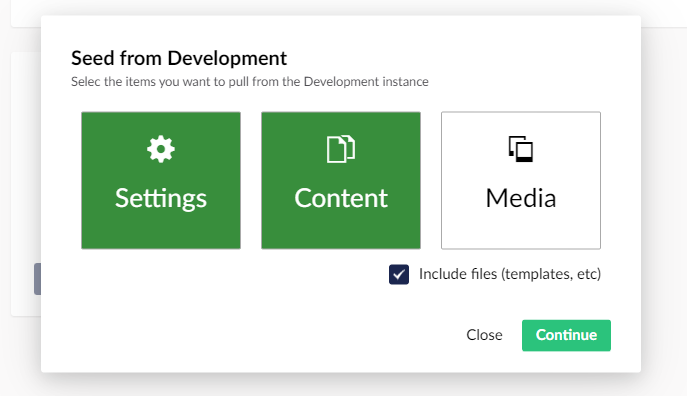 Seed from Development
Selec the items you want to pull from the Development instance
Settings
Content
Media
Include files (templates, etc)
Close
Continue